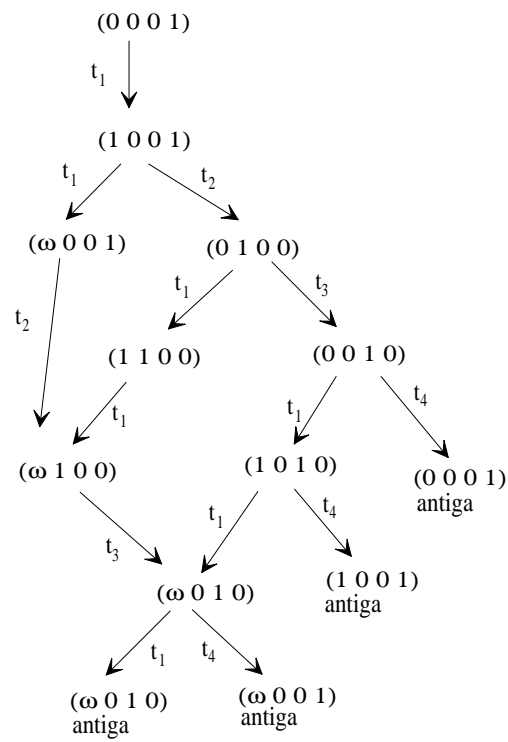 (0 0 0 1)
t₁
(1 0 0 1)
t₁
t₂
(ω 0 0 1)
(0 1 0 0)
t₁
t₃
t₂
(1 1 0 0)
(0 0 1 0)
t₁
t₁
t₄
(ω 1 0 0)
(1 0 1 0)
(0 0 0 1)
antiga
t₁
t₄
t₃
(ω 0 1 0)
(1 0 0 1)
antiga
t₁
t₄
(ω 0 1 0)
antiga
(ω 0 0 1)
antiga